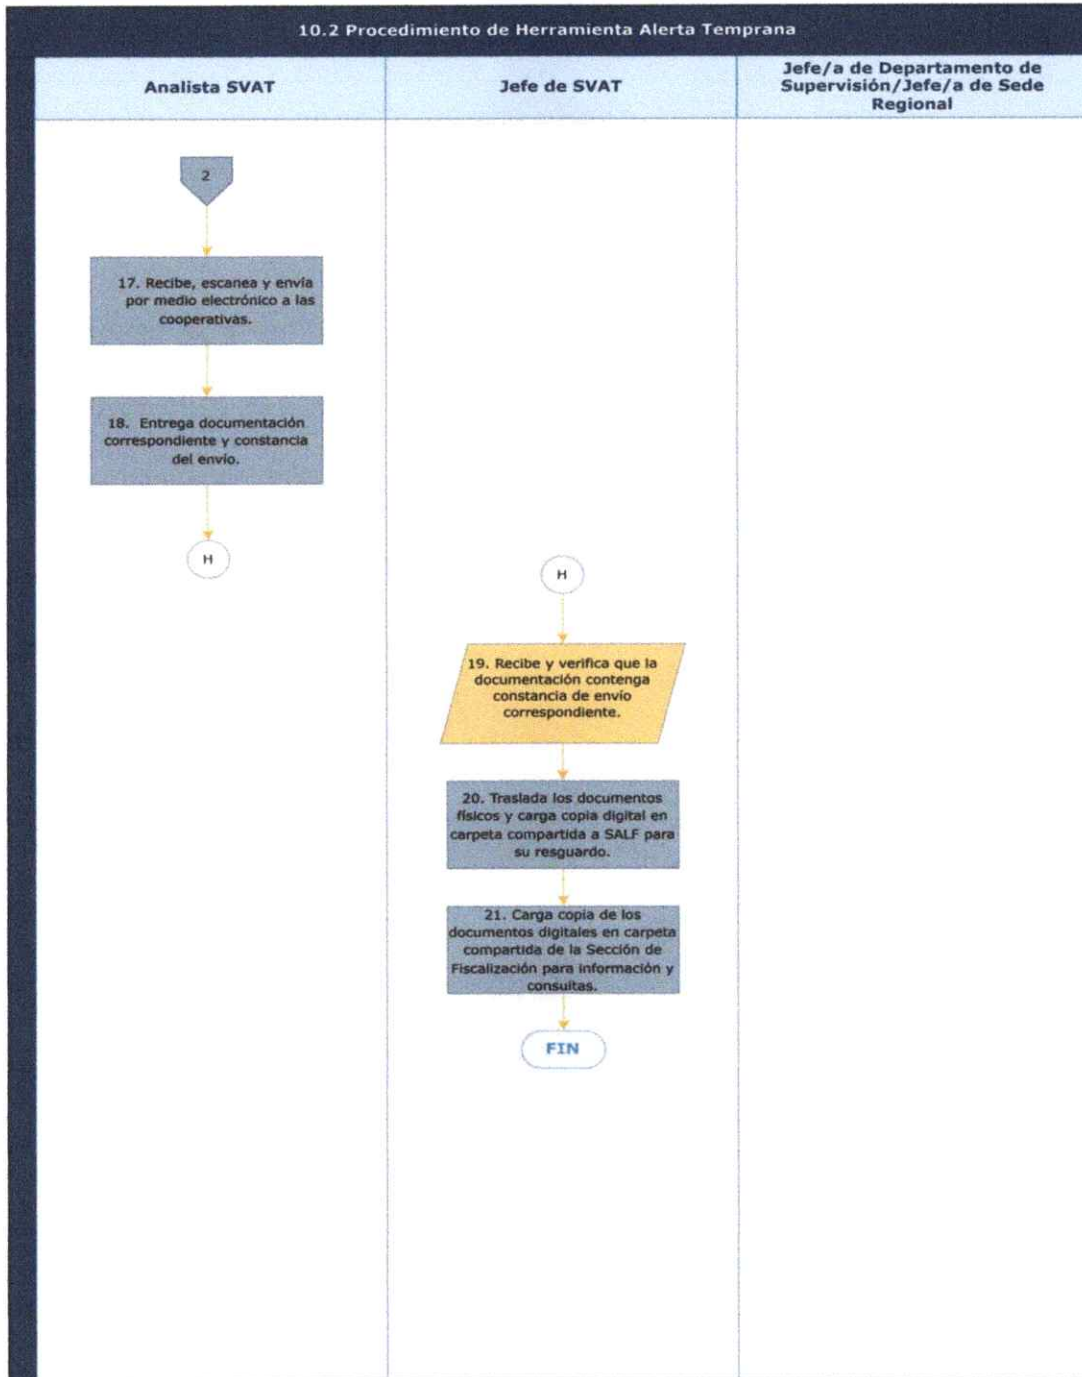 10.2 Procedimiento de Herramienta Alerta Temprana
Analista SVAT
Jefe de SVAT
Jefe/a de Departamento de
Supervisión/Jefe/a de Sede
Regional
2
17. Recibe, escanea y envía
por medio electrónico a las
cooperativas.
18. Entrega documentación
correspondiente y constancia
del envío.
H
H
19. Recibe y verifica que la
documentación contenga
constancia de envío
correspondiente.
20. Traslada los documentos
físicos y carga copia digital en
carpeta compartida a SALF para
su resguardo.
21. Carga copia de los
documentos digitales en carpeta
compartida de la Sección de
Fiscalización para información y
consultas.
FIN